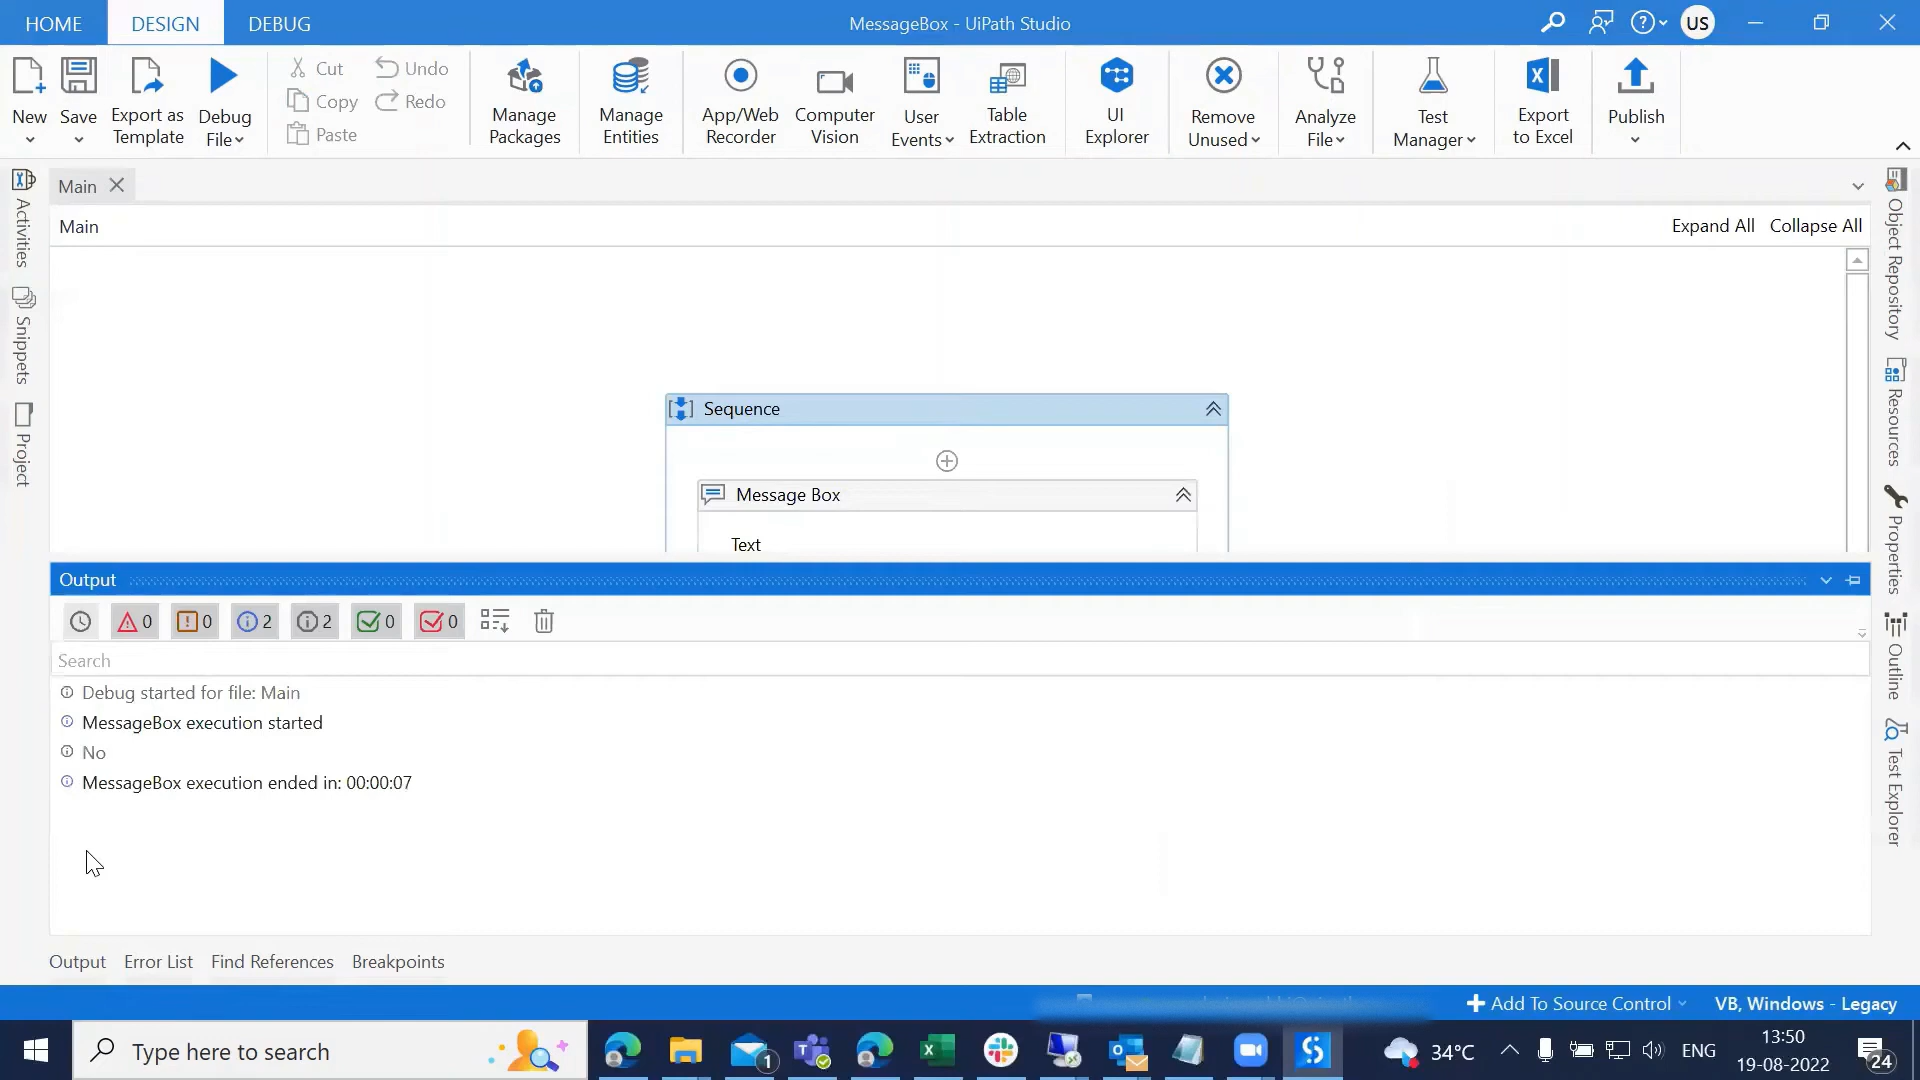 HOME DESIGN DEBUG MessageBox - UiPath Studio US
New Save Export as Template Debug File Cut Copy Paste Undo Redo Manage Packages Manage Entities App/Web Recorder Computer Vision User Events Table Extraction UI Explorer Remove Unused Analyze File Test Manager Export to Excel Publish
Activities
Snippets
Project
Main
Main Expand All Collapse All
Sequence
Message Box
Text
Output
0 0 2 2 0 0
Search
Debug started for file: Main
MessageBox execution started
No
MessageBox execution ended in: 00:00:07
Object Repository
Resources
Properties
Outline
Test Explorer
Output Error List Find References Breakpoints
Add To Source Control VB, Windows - Legacy
Type here to search 1 34°C ENG 13:50
19-08-2022 24